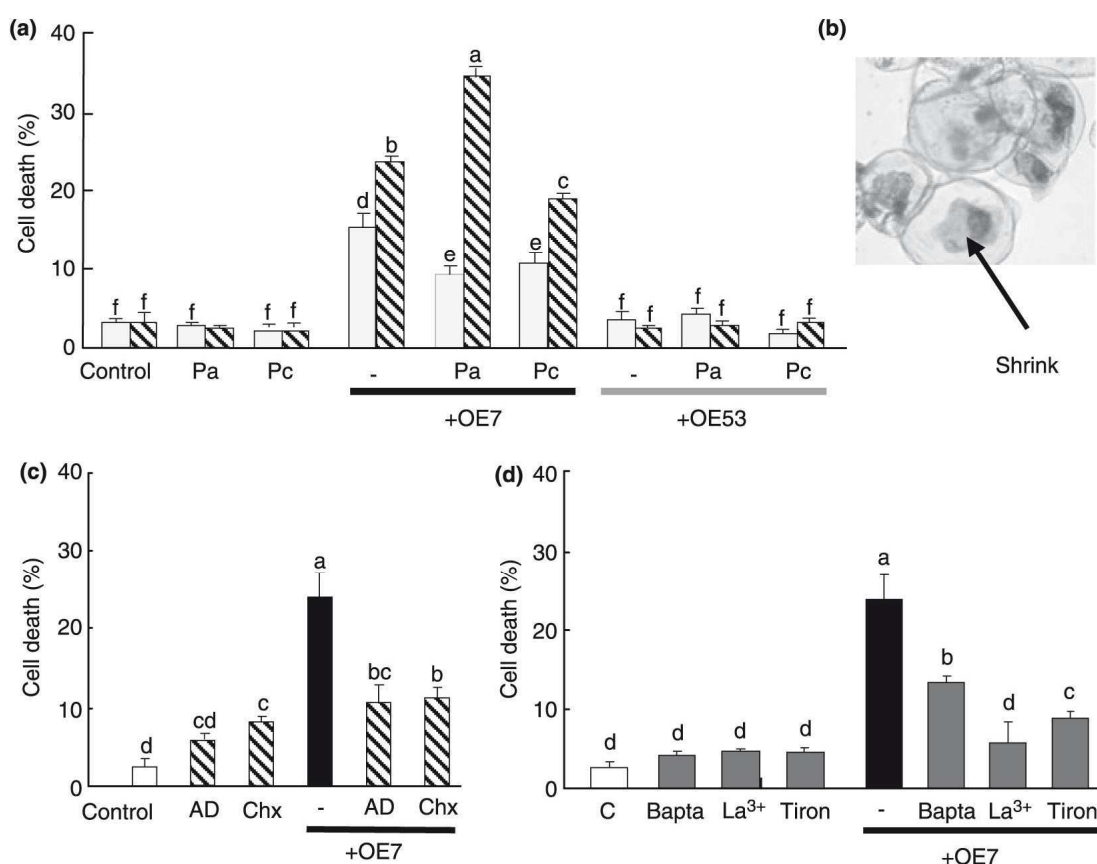 (a)
40
30
20
10
0
Cell death (%)
f f f f f d b e a e c f f f f f f
Control Pa Pc - Pa Pc - Pa Pc
+OE7 +OE53
(b)
Shrink
(c)
40
30
20
10
0
Cell death (%)
d cd c a bc b
Control AD Chx - AD Chx
+OE7
(d)
40
30
20
10
0
Cell death (%)
d d d d a b d c
C Bapta La³⁺ Tiron - Bapta La³⁺ Tiron
+OE7